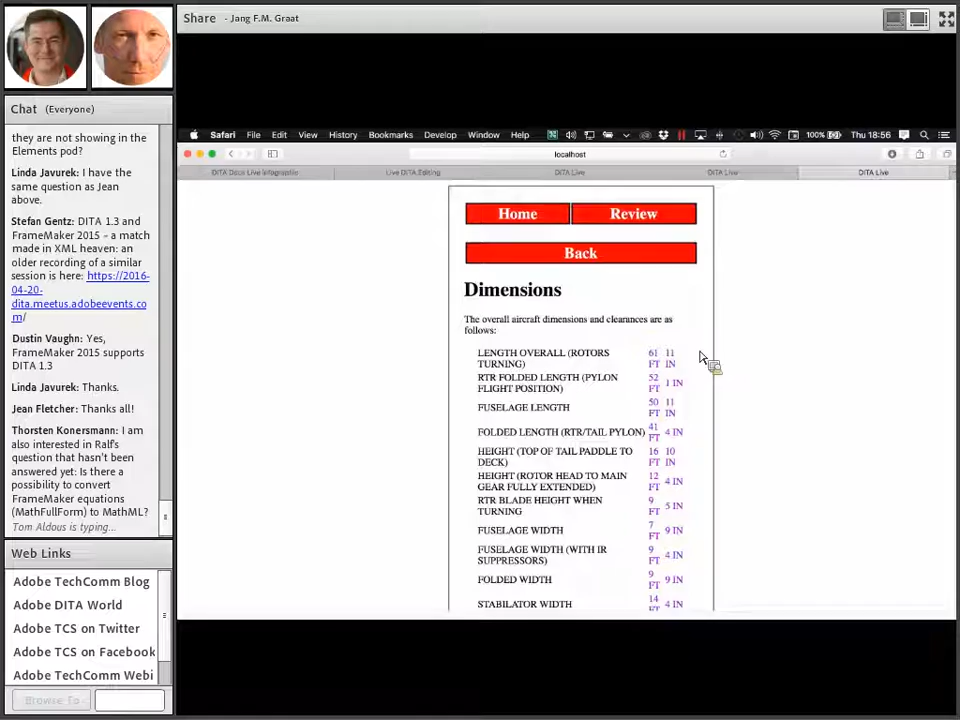 Share - Jang F.M. Graat
Chat (Everyone)
they are not showing in the
Elements pod?
Linda Javurek: I have the
same question as Jean
above.
Stefan Gentz: DITA 1.3 and
FrameMaker 2015 – a match
made in XML heaven: an
older recording of a similar
session is here: https://2016-
04-20-
dita.meetus.adobeevents.co
m/
Dustin Vaughn: Yes,
FrameMaker 2015 supports
DITA 1.3
Linda Javurek: Thanks.
Jean Fletcher: Thanks all!
Thorsten Konersmann: I am
also interested in Ralf's
question that hasn't been
answered yet: Is there a
possibility to convert
FrameMaker equations
(MathFullForm) to MathML?
Tom Aldous is typing...
Web Links
Adobe TechComm Blog
Adobe DITA World
Adobe TCS on Twitter
Adobe TCS on Facebook
Adobe TechComm Webi
Browse To
Safari File Edit View History Bookmarks Develop Window Help 100% Thu 18:56
localhost
Live DITA Editing DITA Live DITA Live DITA Live
Home Review
Back
Dimensions
The overall aircraft dimensions and clearances are as
follows:
LENGTH OVERALL (ROTORS 61 11
TURNING) FT IN
RTR FOLDED LENGTH (PYLON 52
FLIGHT POSITION) FT 1 IN
FUSELAGE LENGTH 50 11
FT IN
FOLDED LENGTH (RTR/TAIL PYLON) 41
FT 4 IN
HEIGHT (TOP OF TAIL PADDLE TO 16 10
DECK) FT IN
HEIGHT (ROTOR HEAD TO MAIN 12
GEAR FULLY EXTENDED) FT 4 IN
RTR BLADE HEIGHT WHEN 9
TURNING FT 5 IN
FUSELAGE WIDTH 7
FT 9 IN
FUSELAGE WIDTH (WITH IR 9
SUPPRESSORS) FT 4 IN
FOLDED WIDTH 9
FT 9 IN
STABILATOR WIDTH 14
FT 4 IN